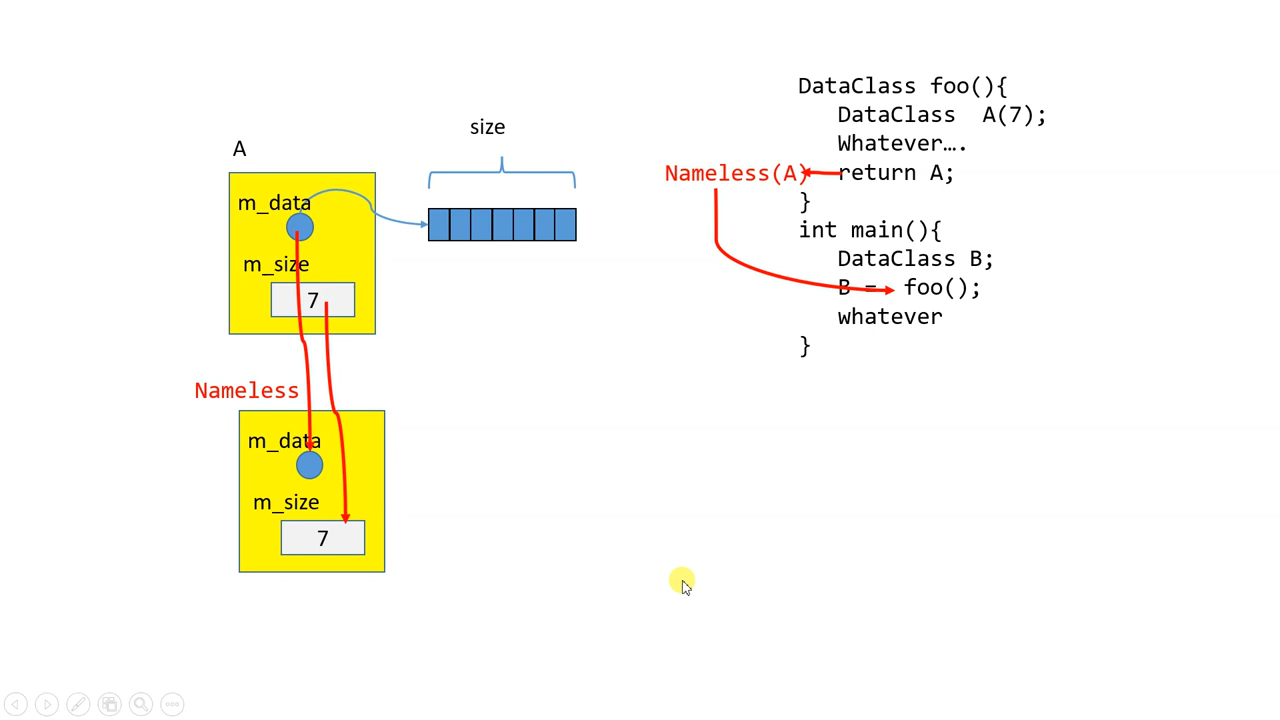 size
A
m_data
m_size
7
Nameless
m_data
m_size
7
DataClass foo(){
DataClass A(7);
Whatever….
Nameless(A) return A;
}
int main(){
DataClass B;
B = foo();
whatever
}